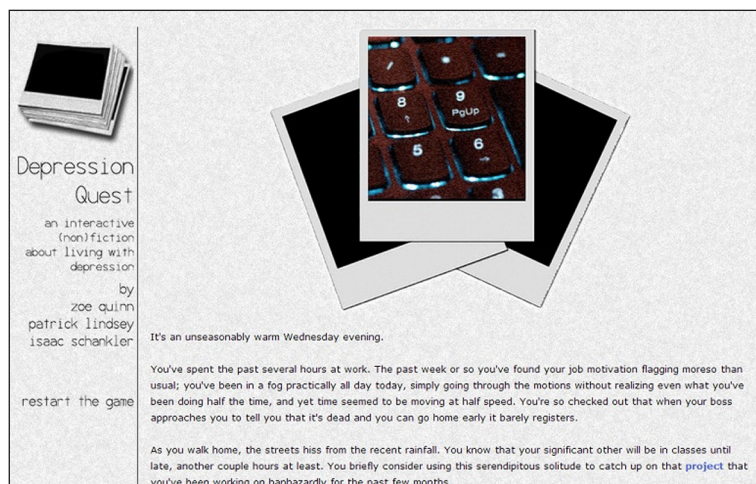 /
*
-
8
↑
9
PgUp
5
6
→
3
Depression
Quest
an interactive
(non)fiction
about living with
depression
by
zoe quinn
patrick lindsey
isaac schankler
restart the game
It's an unseasonably warm Wednesday evening.
You've spent the past several hours at work. The past week or so you've found your job motivation flagging moreso than
usual; you've been in a fog practically all day today, simply going through the motions without realizing even what you've
been doing half the time, and yet time seemed to be moving at half speed. You're so checked out that when your boss
approaches you to tell you that it's dead and you can go home early it barely registers.
As you walk home, the streets hiss from the recent rainfall. You know that your significant other will be in classes until
late, another couple hours at least. You briefly consider using this serendipitous solitude to catch up on that project that
you've been working on haphazardly for the past few months.